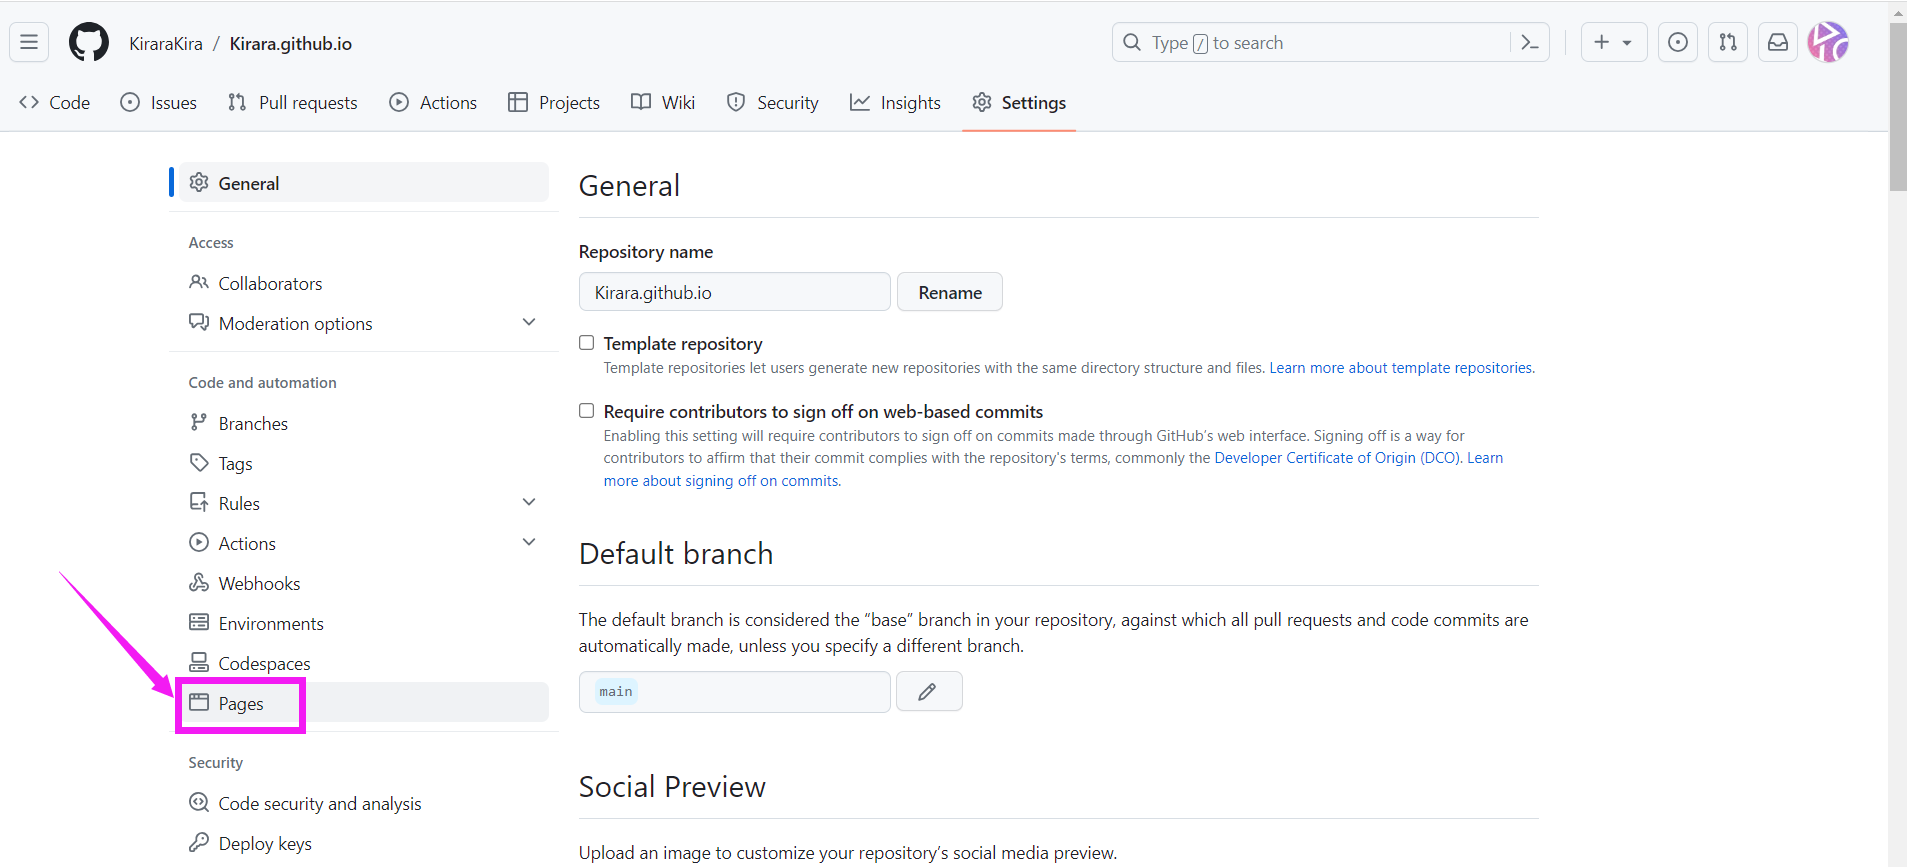 KiraraKira / Kirara.github.io
Type / to search
Code Issues Pull requests Actions Projects Wiki Security Insights Settings
General
Access
Collaborators
Moderation options
Code and automation
Branches
Tags
Rules
Actions
Webhooks
Environments
Codespaces
Pages
Security
Code security and analysis
Deploy keys
General
Repository name
Kirara.github.io Rename
Template repository
Template repositories let users generate new repositories with the same directory structure and files. Learn more about template repositories.
Require contributors to sign off on web-based commits
Enabling this setting will require contributors to sign off on commits made through GitHub's web interface. Signing off is a way for
contributors to affirm that their commit complies with the repository's terms, commonly the Developer Certificate of Origin (DCO). Learn
more about signing off on commits.
Default branch
The default branch is considered the “base” branch in your repository, against which all pull requests and code commits are
automatically made, unless you specify a different branch.
main
Social Preview
Upload an image to customize your repository’s social media preview.